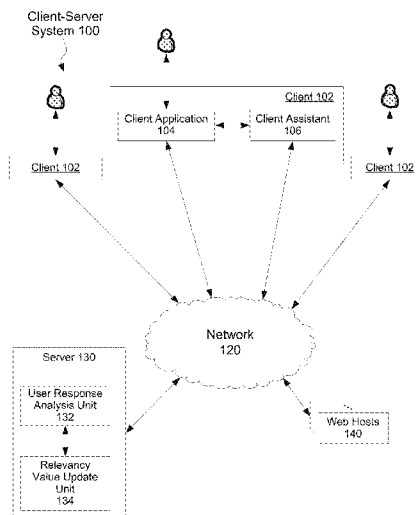 Client-Server
System 100
Client 102
Client Application
104
Client Assistant
106
Client 102
Client 102
Network
120
Server 130
User Response
Analysis Unit
132
Relevancy
Value Update
Unit
134
Web Hosts
140